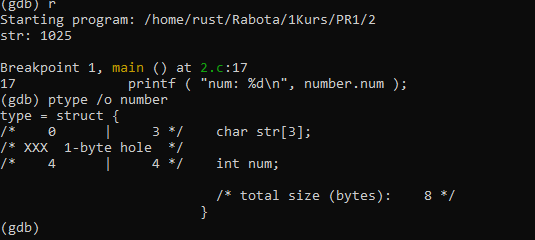 (gdb) r
Starting program: /home/rust/Rabota/1Kurs/PR1/2
str: 1025
Breakpoint 1, main () at 2.c:17
17              printf ( "num: %d\n", number.num );
(gdb) ptype /o number
type = struct {
/*    0      |     3 */    char str[3];
/* XXX  1-byte hole  */
/*    4      |     4 */    int num;
/* total size (bytes):    8 */
}
(gdb)